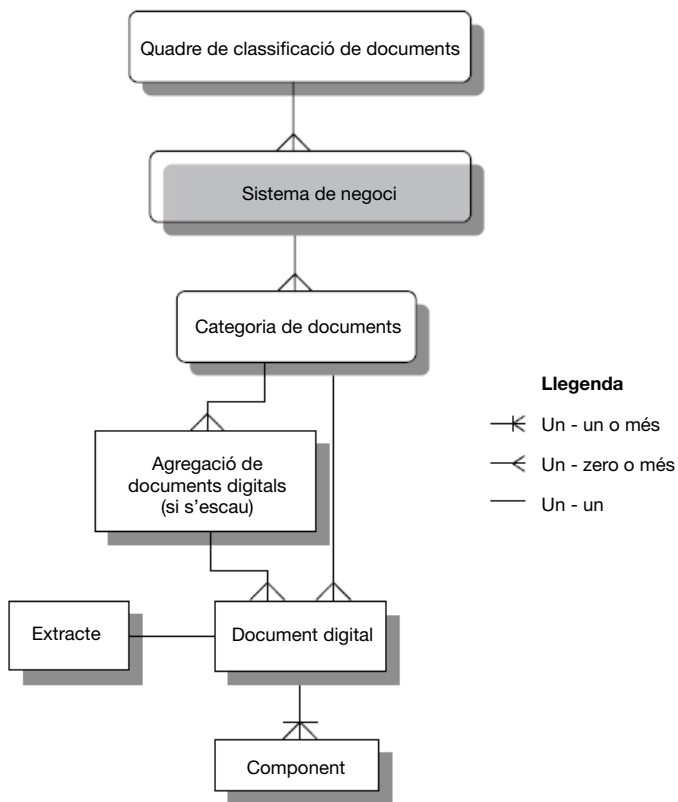 Quadre de classificació de documents
Sistema de negoci
Categoria de documents
Llegenda
Un - un o més
Un - zero o més
Un - un
Agregació de
documents digitals
(si s'escau)
Extracte
Document digital
Component